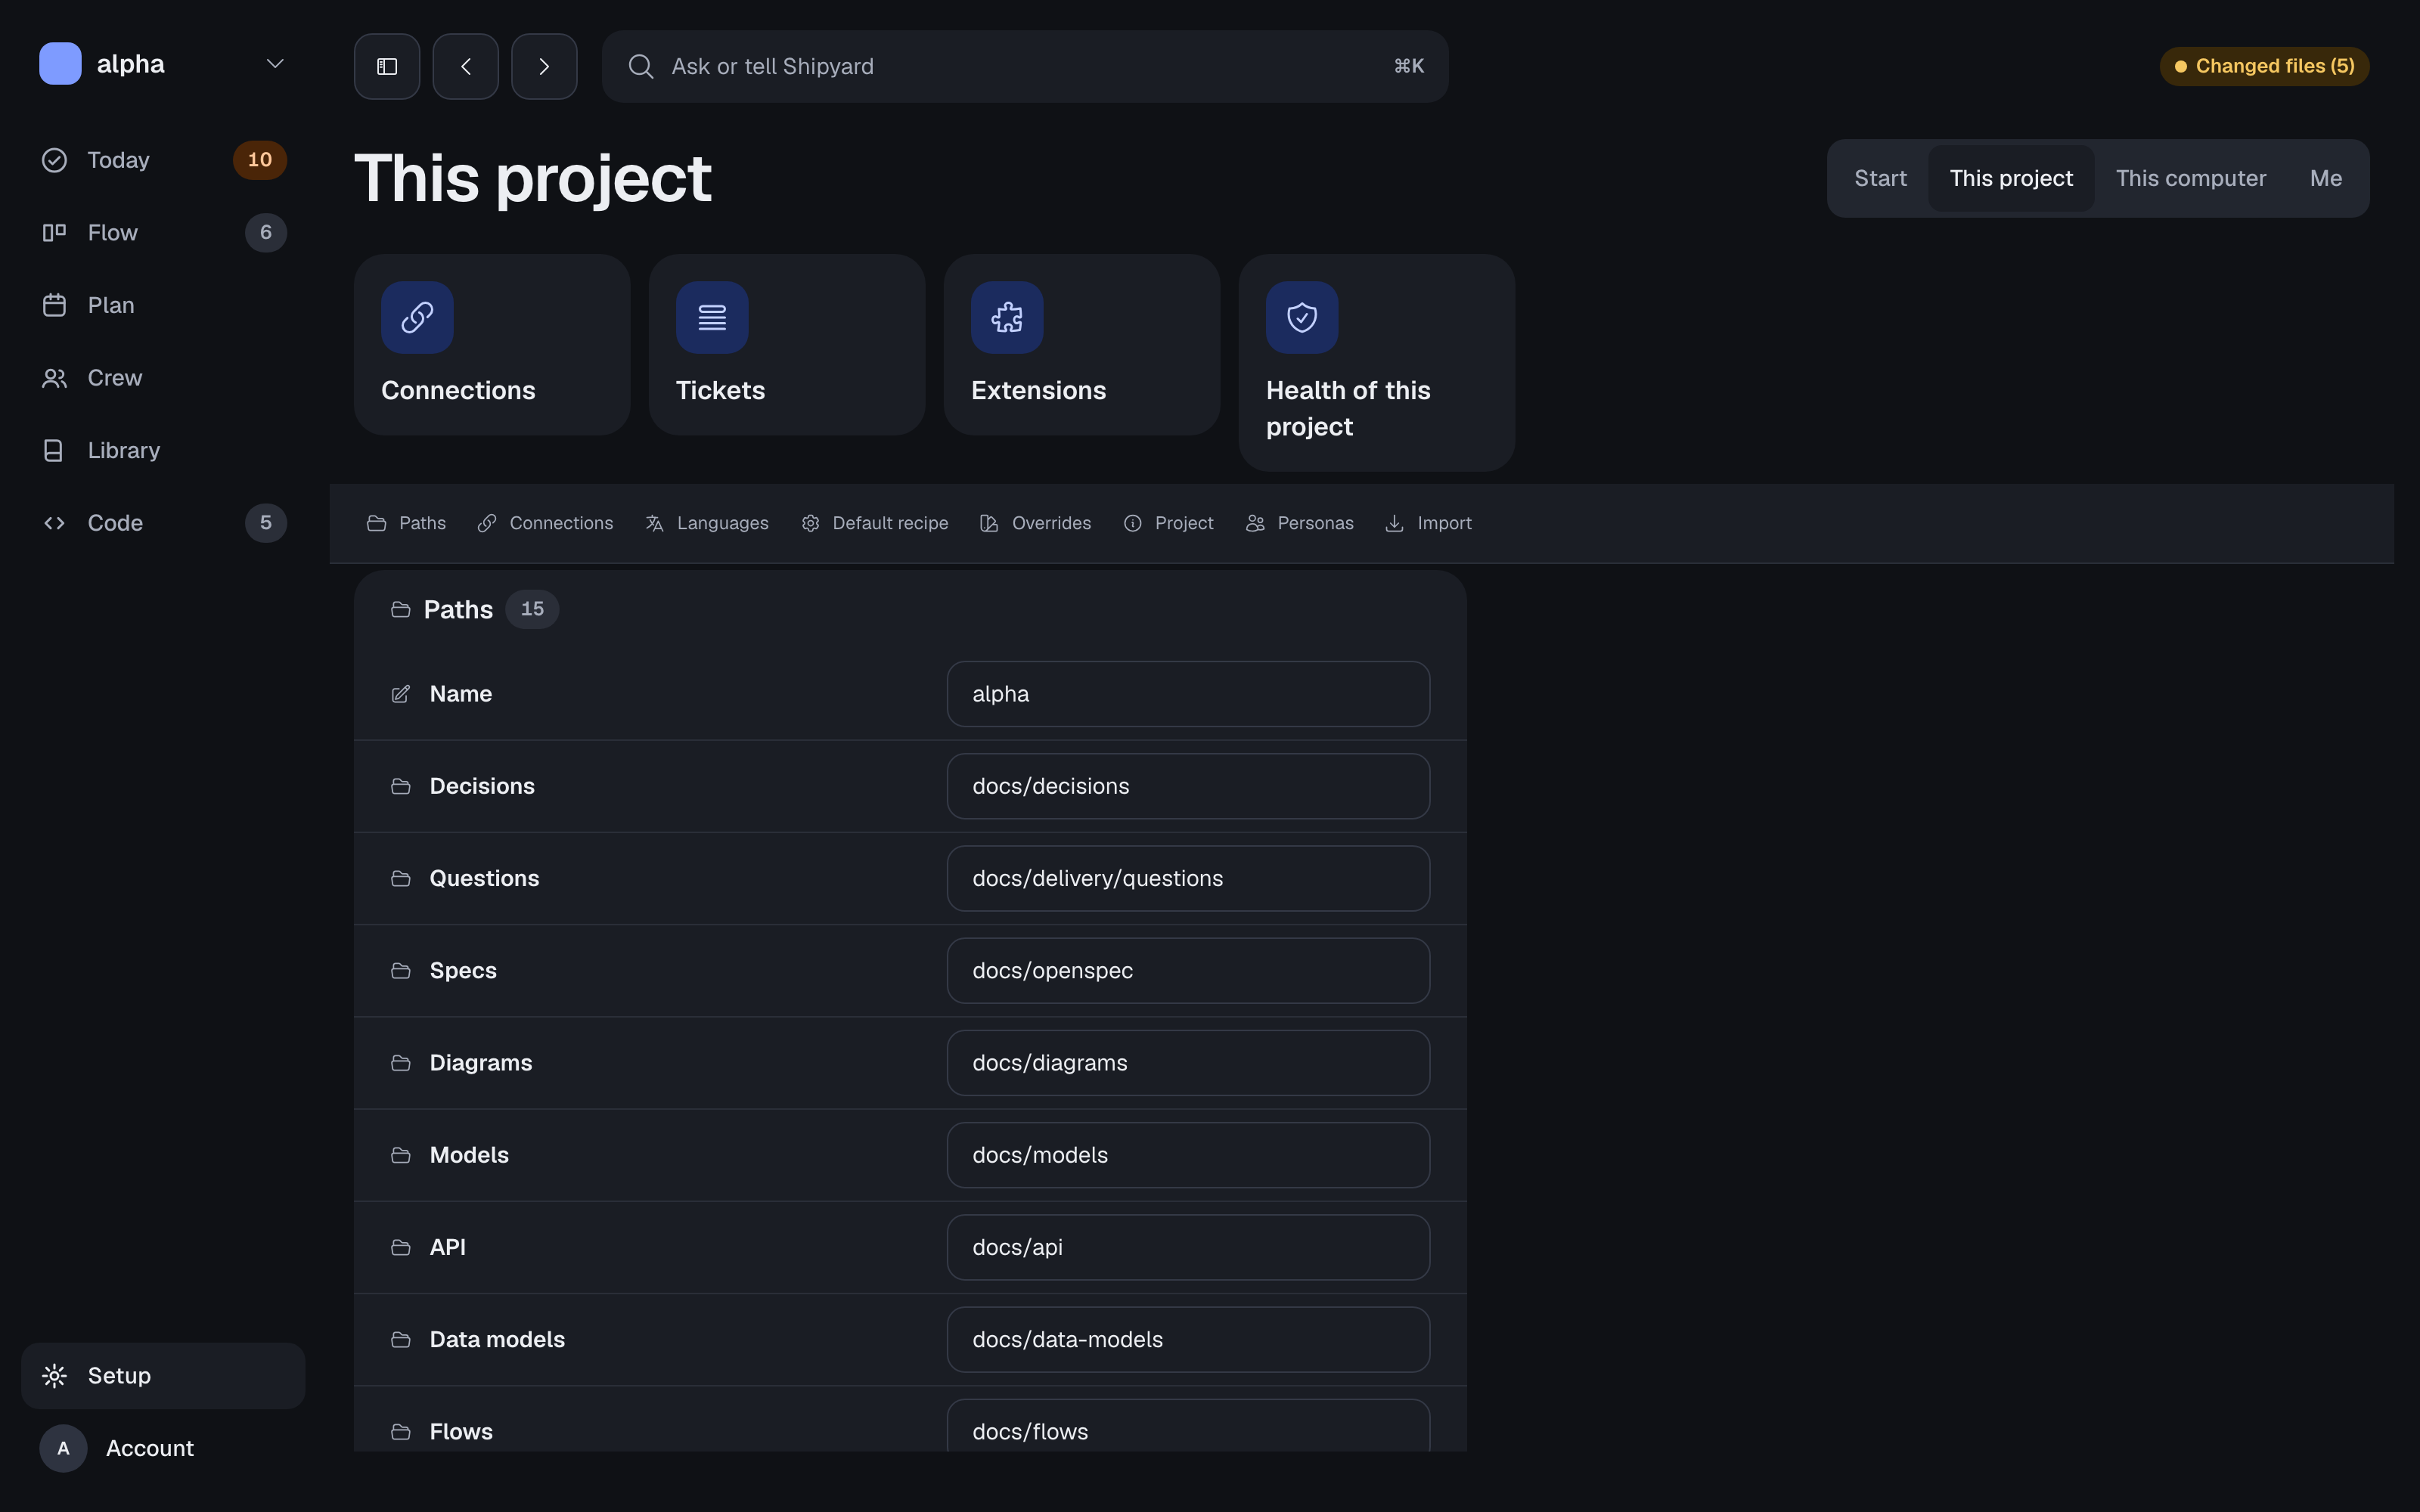 alpha
Ask or tell Shipyard
⌘K
Changed files (5)
Today
10
Flow
6
Plan
Crew
Library
Code
5
This project
Start
This project
This computer
Me
Connections
Tickets
Extensions
Health of this
project
Paths
Connections
Languages
Default recipe
Overrides
Project
Personas
Import
Paths
15
Name
alpha
Decisions
docs/decisions
Questions
docs/delivery/questions
Specs
docs/openspec
Diagrams
docs/diagrams
Models
docs/models
API
docs/api
Data models
docs/data-models
Flows
docs/flows
Setup
A
Account